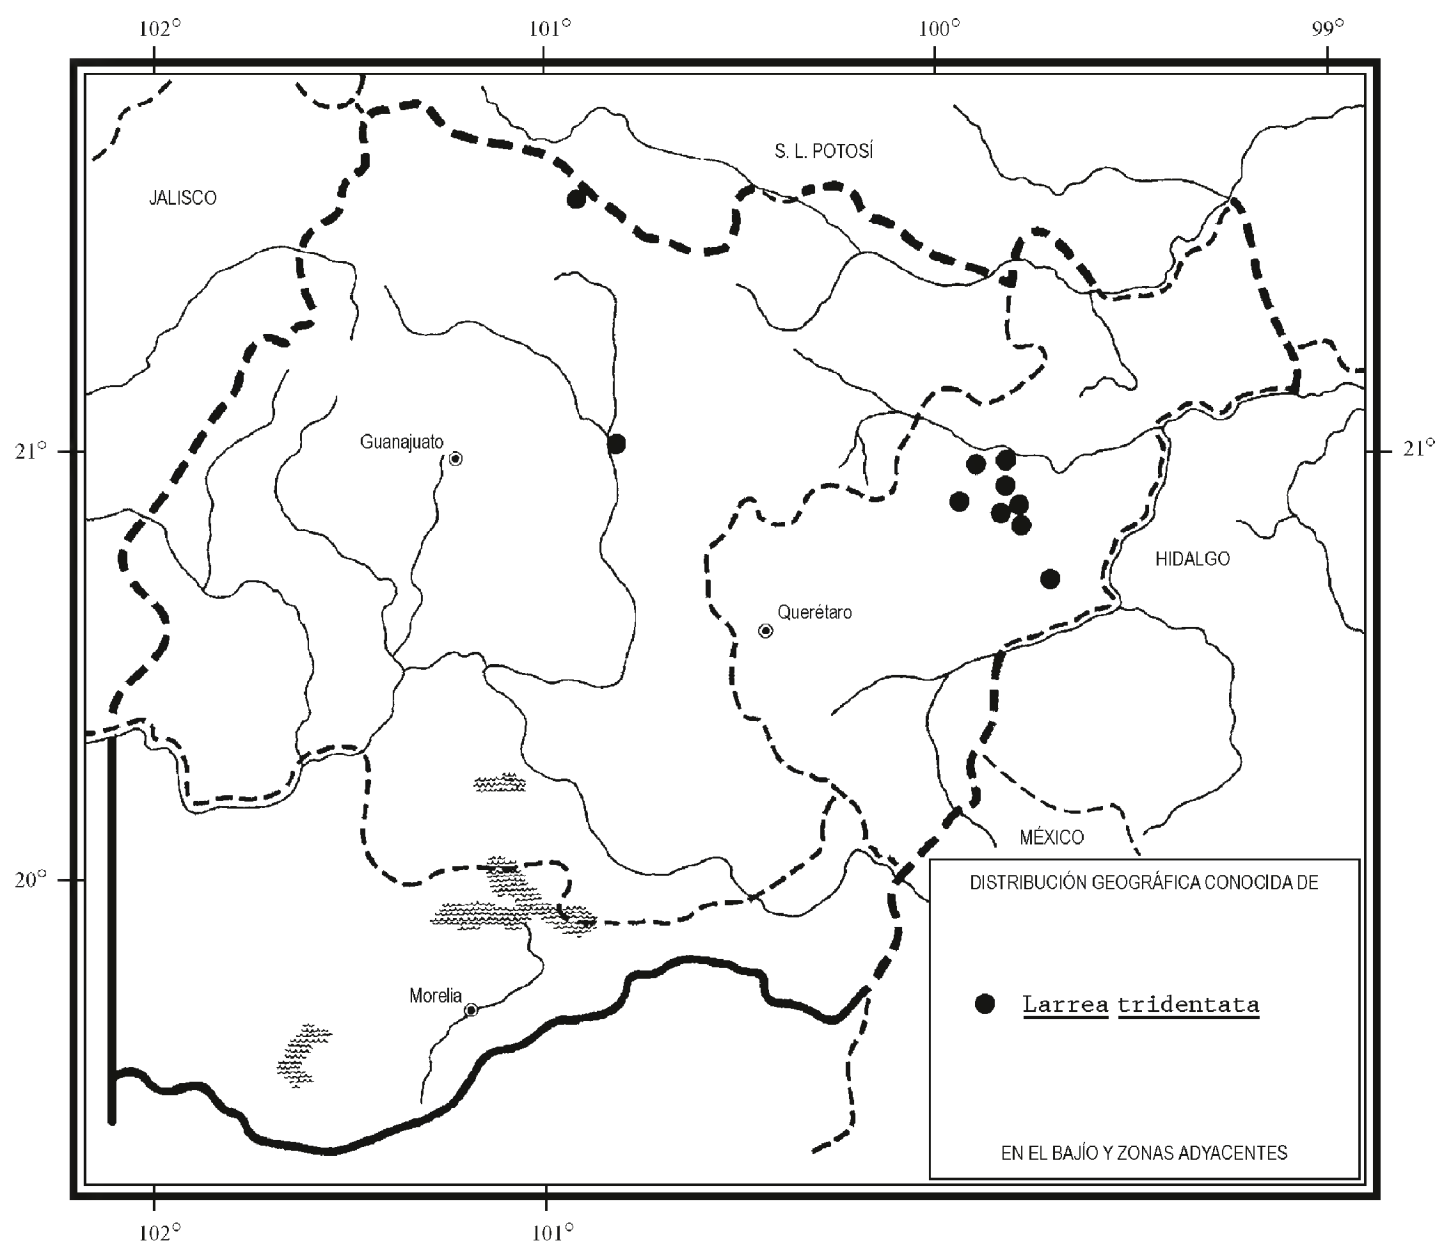 102° 101° 100° 99°
S. L. POTOSÍ
JALISCO
Guanajuato
21° 21°
HIDALGO
Querétaro
MÉXICO
20°
DISTRIBUCIÓN GEOGRÁFICA CONOCIDA DE
Morelia
Larrea tridentata
EN EL BAJÍO Y ZONAS ADYACENTES
102° 101°